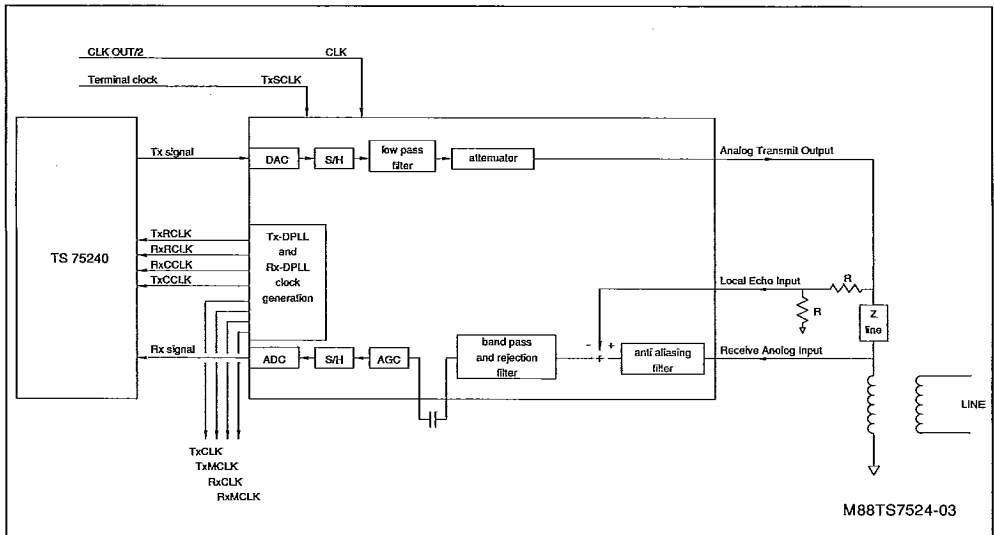 CLK OUT/2 CLK
Terminal clock TxSCLK
Tx signal
DAC
S/H
low pass
filter
attenuator
Analog Transmit Output
TS 75240
TxRCLK
RxRCLK
RxCCLK
TxCCLK
Tx-DPLL
and
Rx-DPLL
clock
generation
Local Echo Input
R
R
Z
line
Rx signal
ADC
S/H
AGC
band pass
and rejection
filter
- +
+
anti aliasing
filter
Receive Analog Input
LINE
TxCLK
TxMCLK
RxCLK
RxMCLK
M88TS7524-03